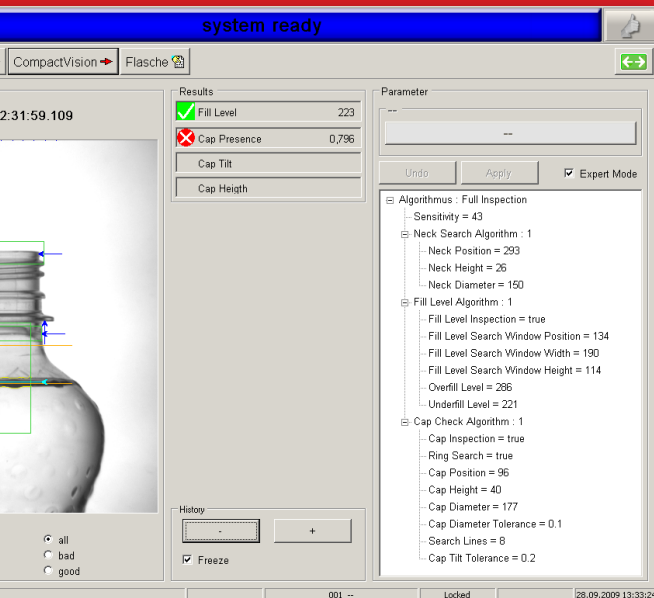 system ready
CompactVision
Flasche
2:31:59.109
Results
Fill Level 223
Cap Presence 0,796
Cap Tilt
Cap Heigth
History
- +
Freeze
all
bad
good
Parameter
--
--
Undo Apply Expert Mode
Algorithmus : Full Inspection
Sensitivity = 43
Neck Search Algorithm : 1
Neck Position = 293
Neck Height = 26
Neck Diameter = 150
Fill Level Algorithm : 1
Fill Level Inspection = true
Fill Level Search Window Position = 134
Fill Level Search Window Width = 190
Fill Level Search Window Height = 114
Overfill Level = 286
Underfill Level = 221
Cap Check Algorithm : 1
Cap Inspection = true
Ring Search = true
Cap Position = 96
Cap Height = 40
Cap Diameter = 177
Cap Diameter Tolerance = 0.1
Search Lines = 8
Cap Tilt Tolerance = 0.2
001 -- Locked 28.09.2009 13:33:24